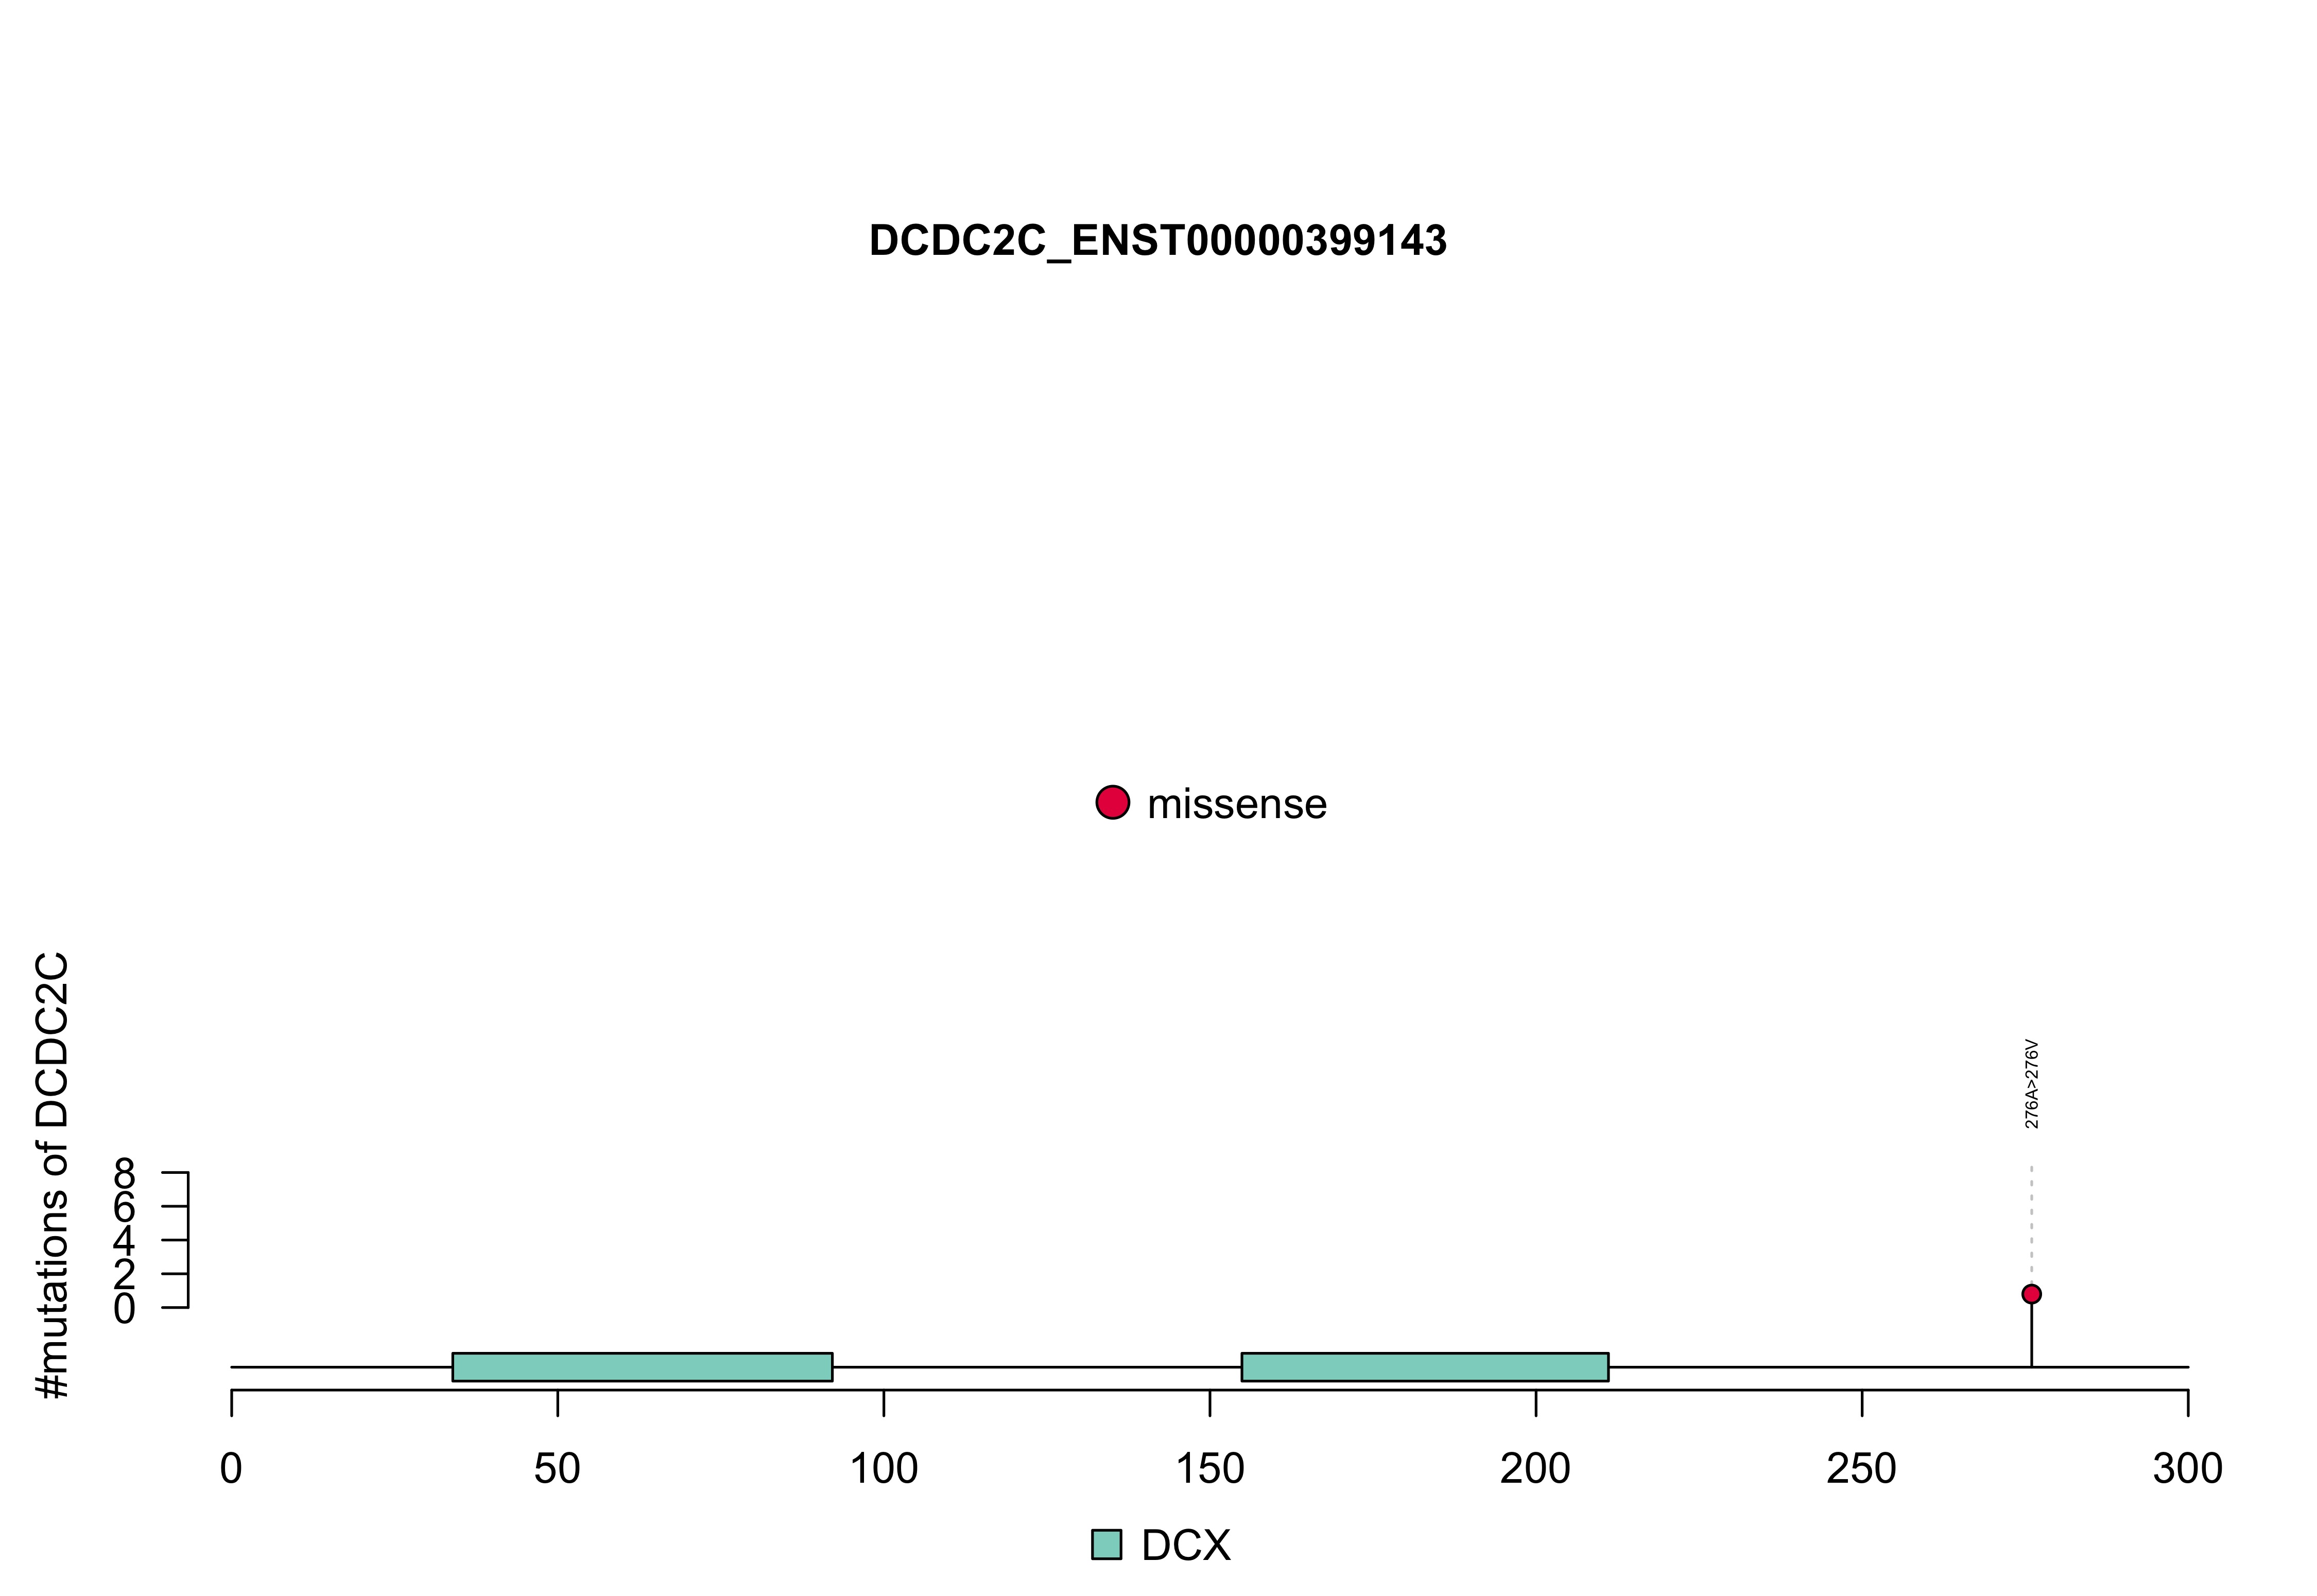 DCDC2C_ENST00000399143
missense
#mutations of DCDC2C
276A>276V
8
6
4
2
0
0 50 100 150 200 250 300
DCX